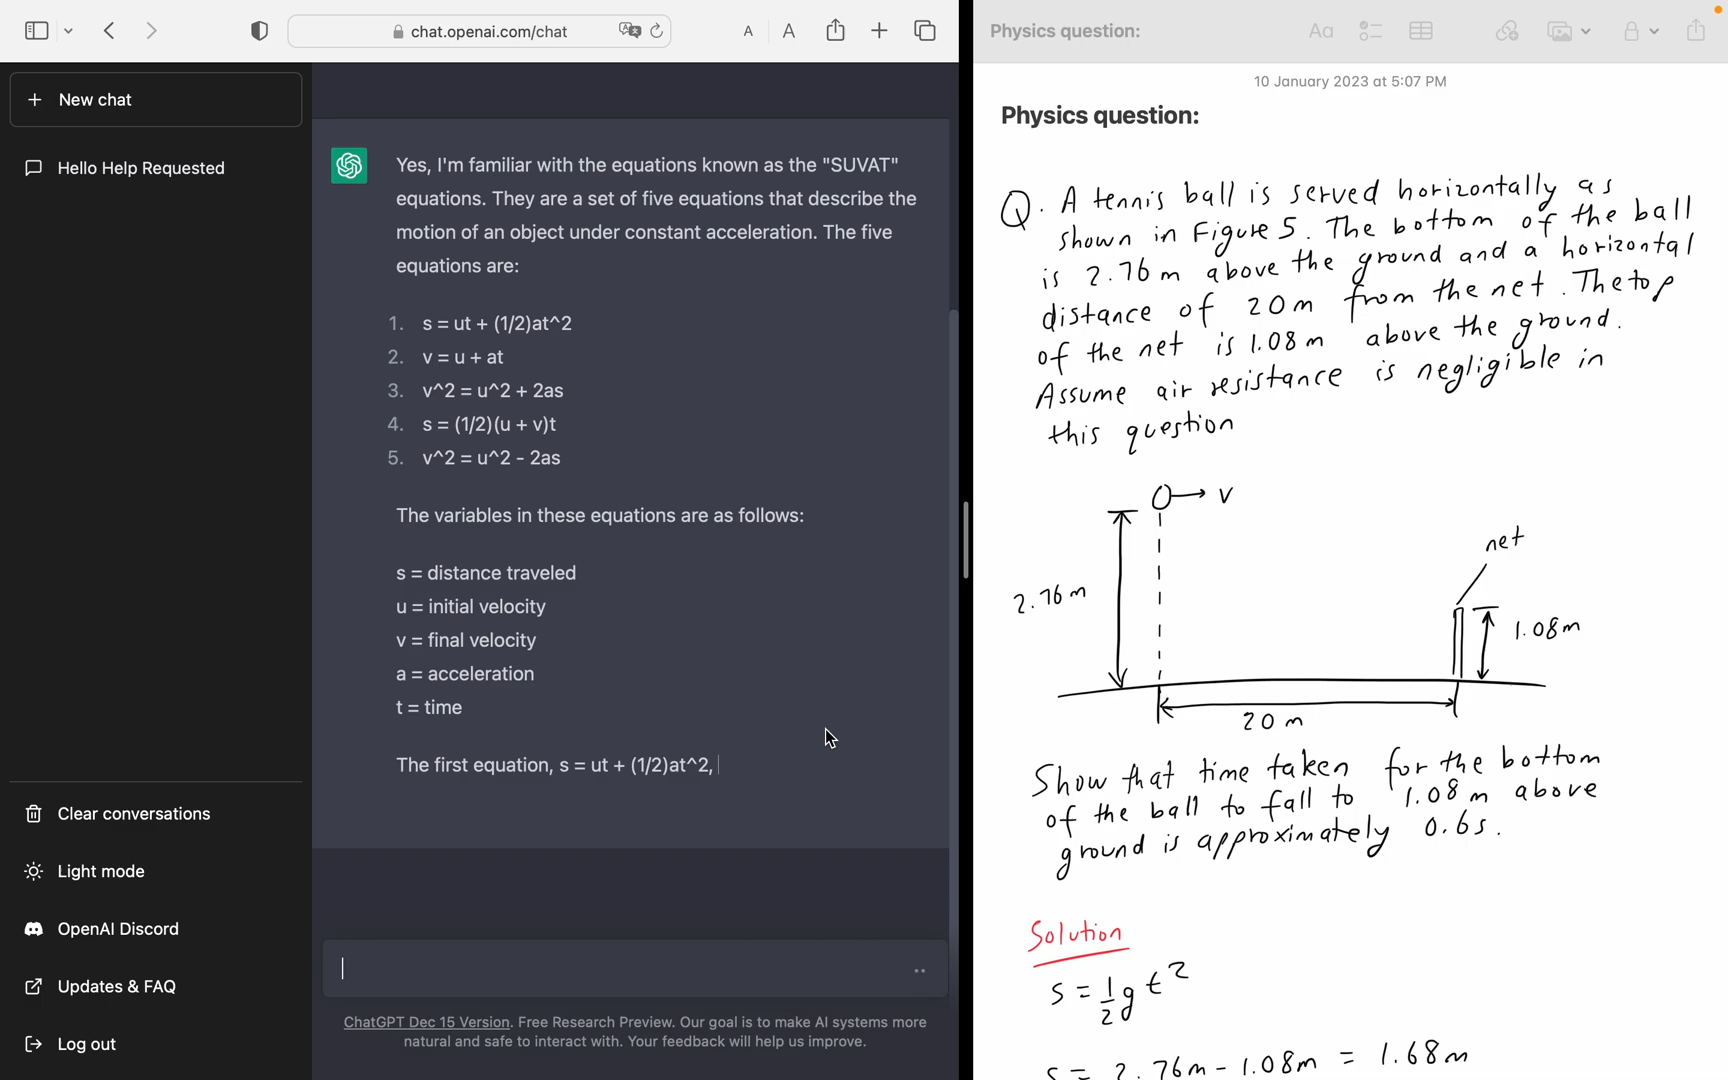 chat.openai.com/chat
A A
New chat
Hello Help Requested
Clear conversations
Light mode
OpenAI Discord
Updates & FAQ
Log out
Yes, I'm familiar with the equations known as the "SUVAT"
equations. They are a set of five equations that describe the
motion of an object under constant acceleration. The five
equations are:
1. s = ut + (1/2)at^2
2. v = u + at
3. v^2 = u^2 + 2as
4. s = (1/2)(u + v)t
5. v^2 = u^2 - 2as
The variables in these equations are as follows:
s = distance traveled
u = initial velocity
v = final velocity
a = acceleration
t = time
The first equation, s = ut + (1/2)at^2,
ChatGPT Dec 15 Version. Free Research Preview. Our goal is to make AI systems more
natural and safe to interact with. Your feedback will help us improve.
Physics question:
Aa
10 January 2023 at 5:07 PM
Physics question:
Q. A tennis ball is served horizontally as
shown in Figure 5. The bottom of the ball
is 2.76 m above the ground and a horizontal
distance of 20 m from the net. The top
of the net is 1.08 m above the ground.
Assume air resistance is negligible in
this question
v
net
2.76 m
1.08 m
20 m
Show that time taken for the bottom
of the ball to fall to 1.08 m above
ground is approximately 0.6s.
Solution
s = 1/2 g t²
s = 2.76m - 1.08m = 1.68m